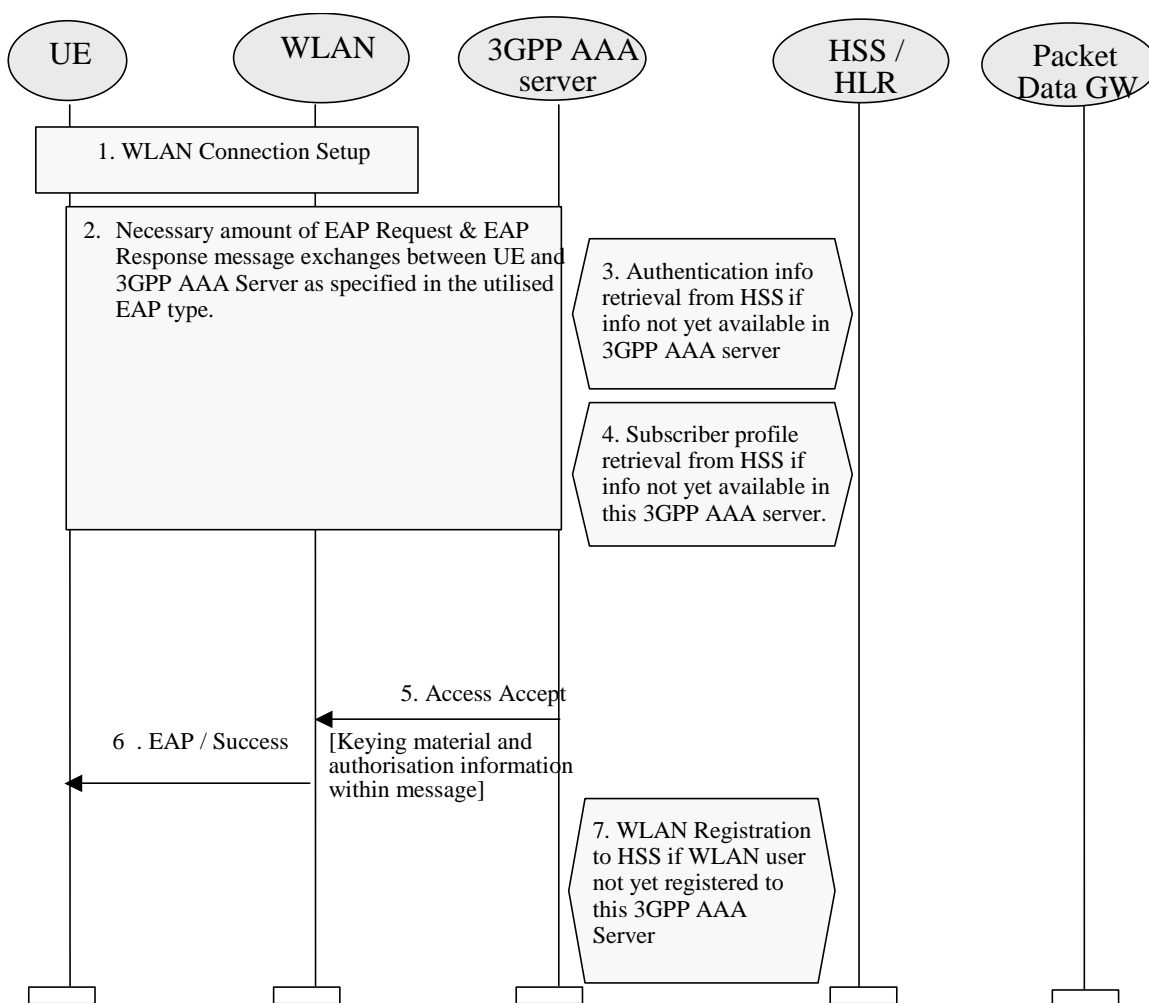 UE
WLAN
3GPP AAA
server
HSS /
HLR
Packet
Data GW
1. WLAN Connection Setup
2. Necessary amount of EAP Request & EAP
Response message exchanges between UE and
3GPP AAA Server as specified in the utilised
EAP type.
3. Authentication info
retrieval from HSS if
info not yet available in
3GPP AAA server
4. Subscriber profile
retrieval from HSS if
info not yet available in
this 3GPP AAA server.
5. Access Accept
6 . EAP / Success
[Keying material and
authorisation information
within message]
7. WLAN Registration
to HSS if WLAN user
not yet registered to
this 3GPP AAA
Server